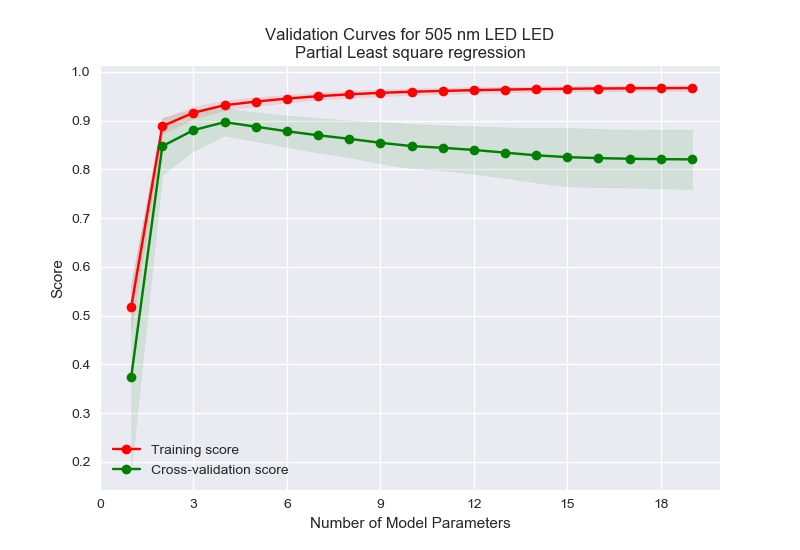 Validation Curves for 505 nm LED LED
Partial Least square regression
1.0
0.9
0.8
0.7
0.6
0.5
0.4
0.3
0.2
Score
Training score
Cross-validation score
0 3 6 9 12 15 18
Number of Model Parameters